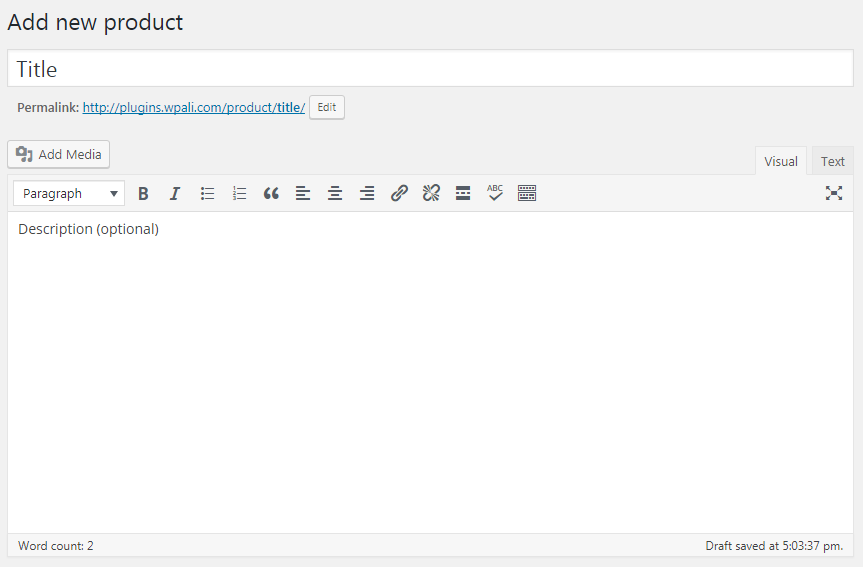 Add new product
Title
Permalink: http://plugins.wpali.com/product/title/ Edit
Add Media
Visual Text
Paragraph B I ABC
Description (optional)
Word count: 2 Draft saved at 5:03:37 pm.